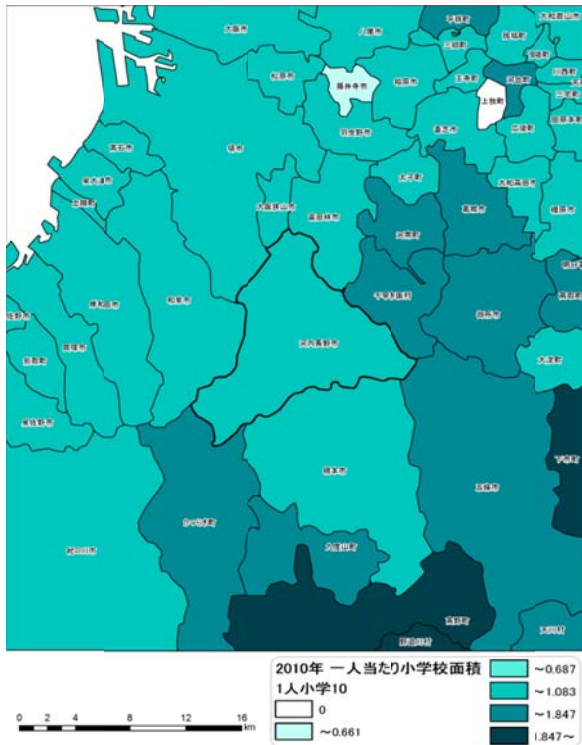 大阪市
八尾市
平群町
大和郡山市
三郷町
斑鳩町
安堵町
松原市
藤井寺市
柏原市
王寺町
河合町
川西町
三宅町
上牧町
田原本町
羽曳野市
香芝市
広陵町
高石市
堺市
泉大津市
太子町
大和高田市
忠岡町
大阪狭山市
富田林市
葛城市
橿原市
河南町
岸和田市
和泉市
千早赤阪村
御所市
高取町
佐野市
貝塚市
熊取町
河内長野市
大淀町
泉佐野市
橋本市
下市町
五條市
かつらぎ町
紀の川市
九度山町
高野町
天川村
野迫川村
2010年 一人当たり小学校面積
1人小学10
0
～0.661
～0.687
～1.083
～1.847
1.847～
0 2 4 8 12 16
km